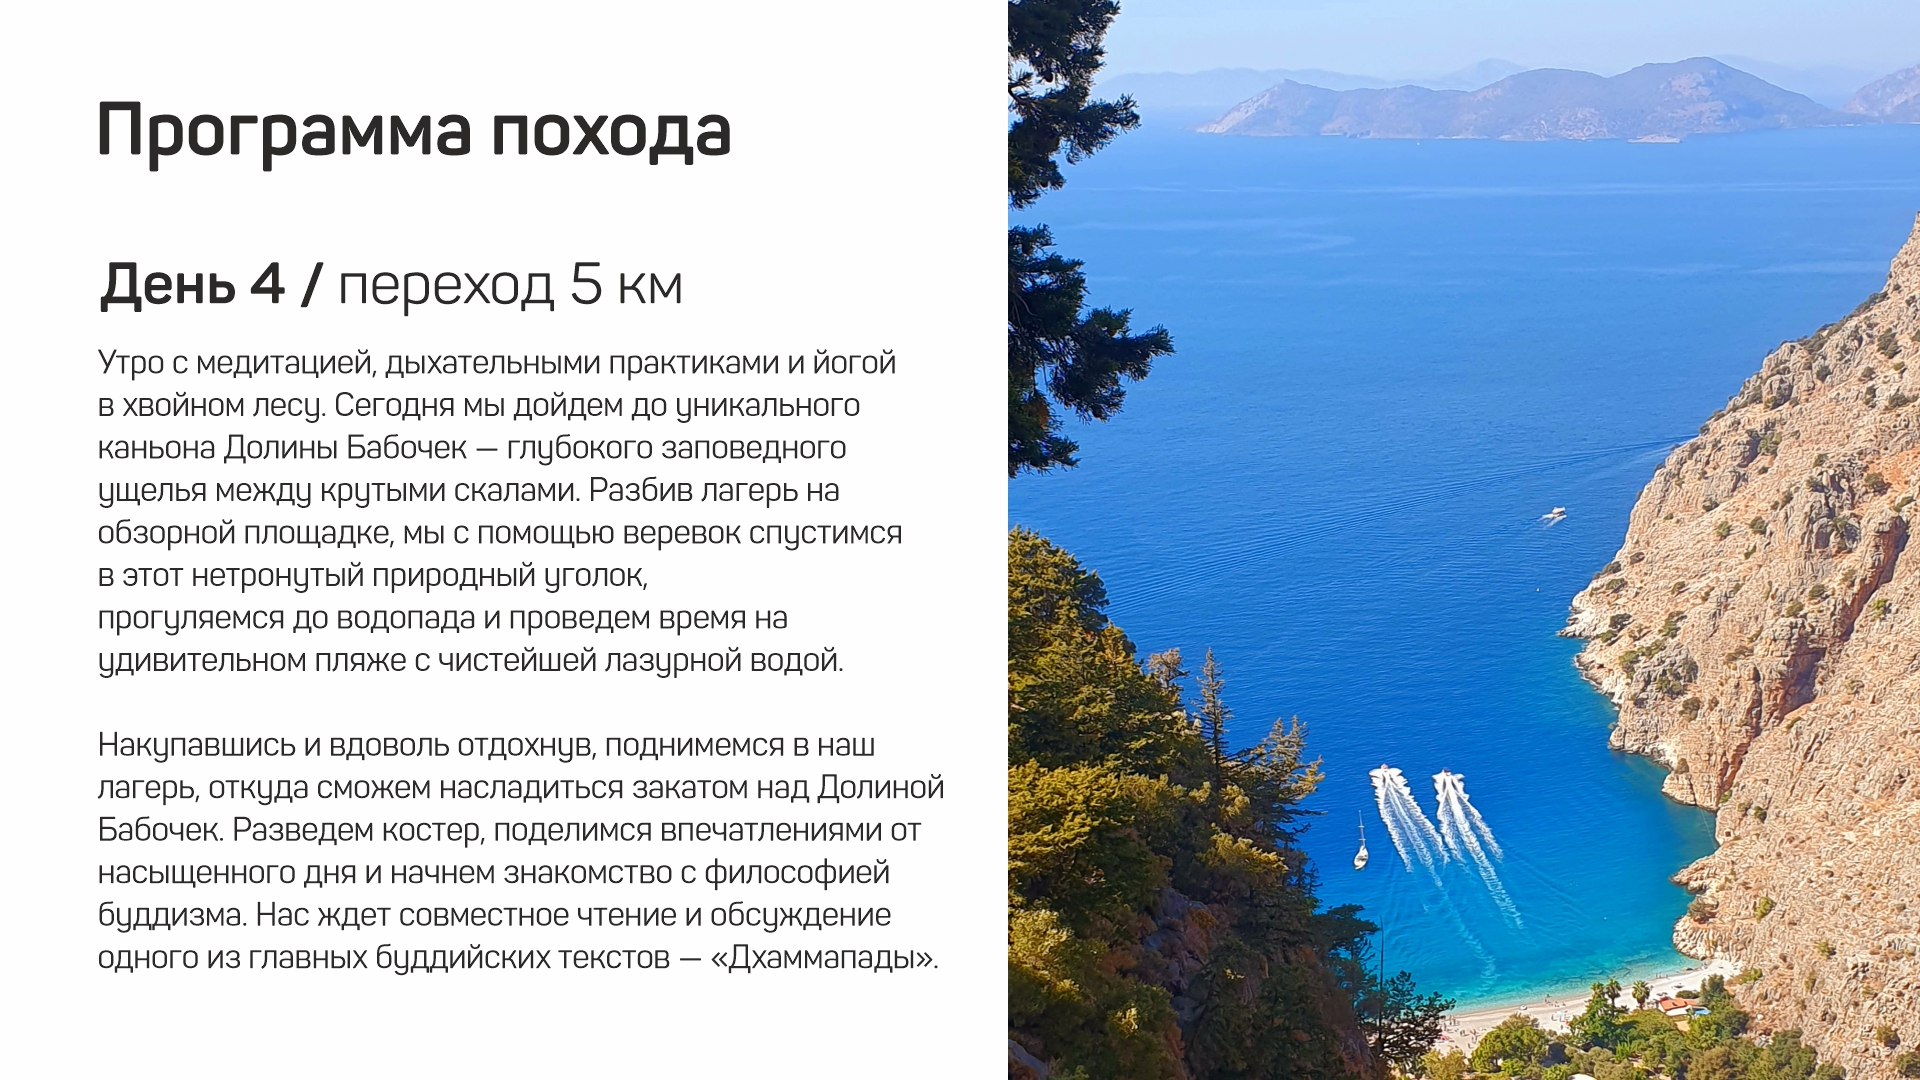 Программа похода
День 4 / переход 5 км
Утро с медитацией, дыхательными практиками и йогой
в хвойном лесу. Сегодня мы дойдем до уникального
каньона Долины Бабочек — глубокого заповедного
ущелья между крутыми скалами. Разбив лагерь на
обзорной площадке, мы с помощью веревок спустимся
в этот нетронутый природный уголок,
прогуляемся до водопада и проведем время на
удивительном пляже с чистейшей лазурной водой.
Накупавшись и вдоволь отдохнув, поднимемся в наш
лагерь, откуда сможем насладиться закатом над Долиной
Бабочек. Разведем костер, поделимся впечатлениями от
насыщенного дня и начнем знакомство с философией
буддизма. Нас ждет совместное чтение и обсуждение
одного из главных буддийских текстов — «Дхаммапады».